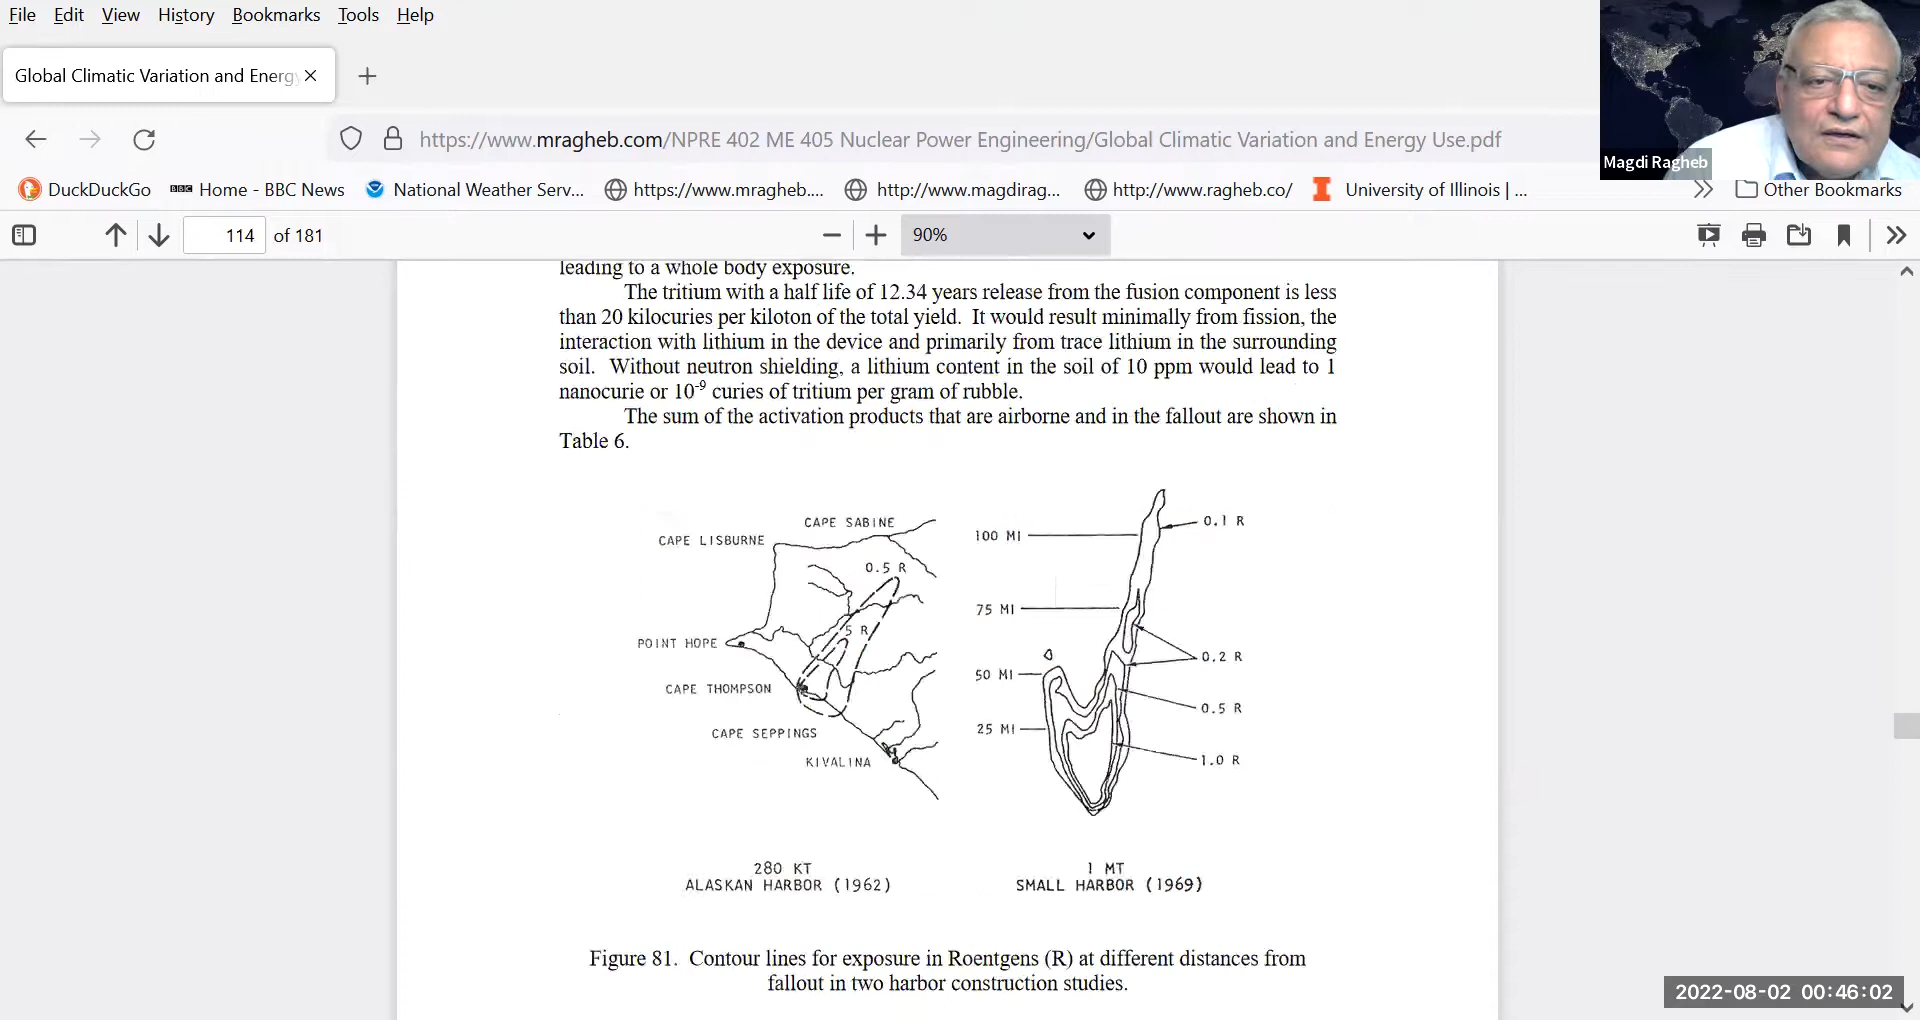 File Edit View History Bookmarks Tools Help
Global Climatic Variation and Energ
https://www.mragheb.com/NPRE 402 ME 405 Nuclear Power Engineering/Global Climatic Variation and Energy Use.pdf
Magdi Ragheb
DuckDuckGo BBC Home - BBC News National Weather Serv... https://www.mragheb.... http://www.magdirag... http://www.ragheb.co/ I University of Illinois | ... Other Bookmarks
114 of 181 90%
leading to a whole body exposure.
The tritium with a half life of 12.34 years release from the fusion component is less
than 20 kilocuries per kiloton of the total yield. It would result minimally from fission, the
interaction with lithium in the device and primarily from trace lithium in the surrounding
soil. Without neutron shielding, a lithium content in the soil of 10 ppm would lead to 1
nanocurie or 10⁻⁹ curies of tritium per gram of rubble.
The sum of the activation products that are airborne and in the fallout are shown in
Table 6.
CAPE SABINE
CAPE LISBURNE
0.5 R
5 R
POINT HOPE
CAPE THOMPSON
CAPE SEPPINGS
KIVALINA
280 KT
ALASKAN HARBOR (1962)
0.1 R
100 MI
75 MI
0.2 R
50 MI
0.5 R
25 MI
1.0 R
1 MT
SMALL HARBOR (1969)
Figure 81. Contour lines for exposure in Roentgens (R) at different distances from
fallout in two harbor construction studies.
2022-08-02 00:46:02